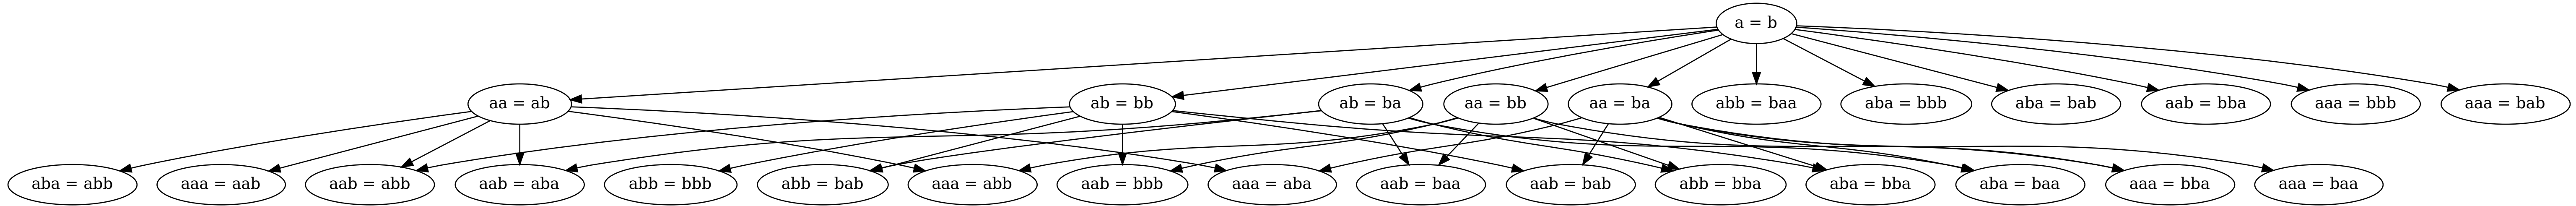 a = b
aa = ab
ab = bb
ab = ba
aa = bb
aa = ba
abb = baa
aba = bbb
aba = bab
aab = bba
aaa = bbb
aaa = bab
aba = abb
aaa = aab
aab = abb
aab = aba
abb = bbb
abb = bab
aaa = abb
aab = bbb
aaa = aba
aab = baa
aab = bab
abb = bba
aba = bba
aba = baa
aaa = bba
aaa = baa